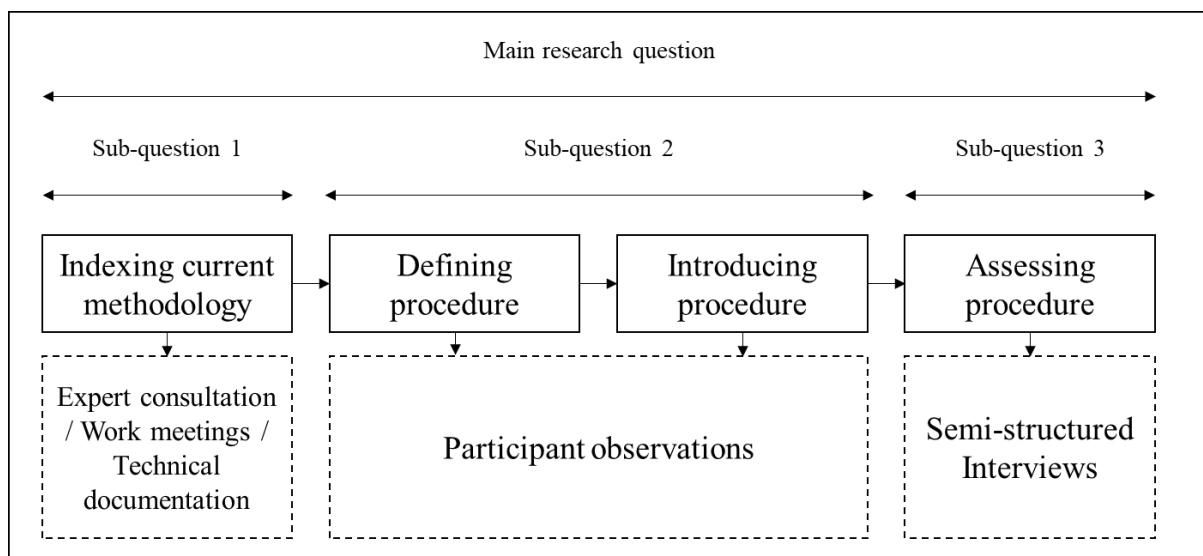 Main research question
Sub-question 1
Sub-question 2
Sub-question 3
Indexing current
methodology
Defining
procedure
Introducing
procedure
Assessing
procedure
Expert consultation
/ Work meetings /
Technical
documentation
Participant observations
Semi-structured
Interviews